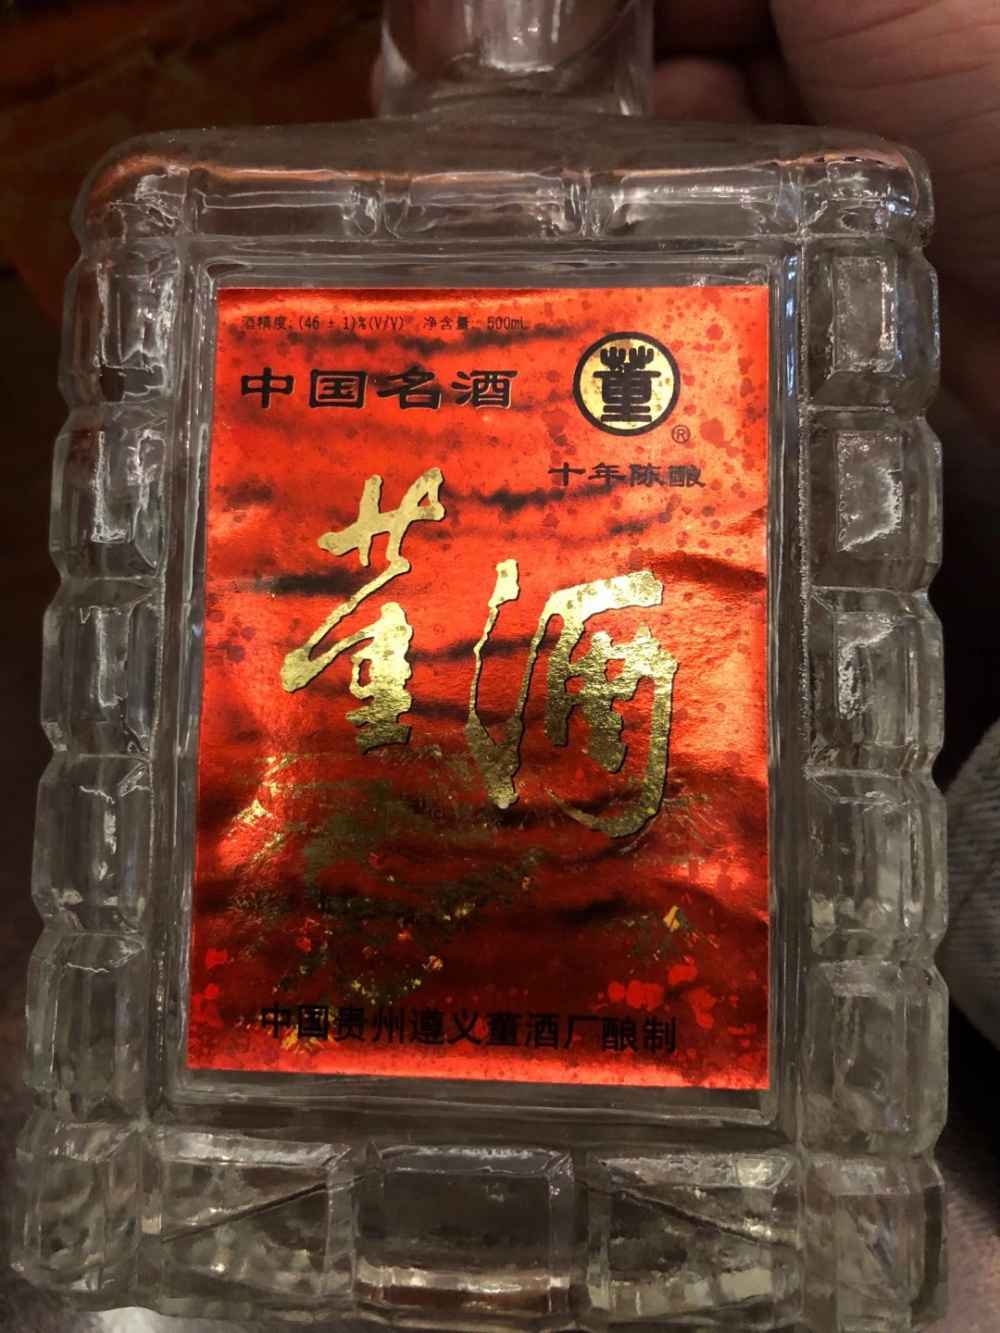 酒精度:(46±1)%(V/V) 净含量: 500mL
中国名酒
董
®
十年陈酿
董酒
中国贵州遵义董酒厂酿制